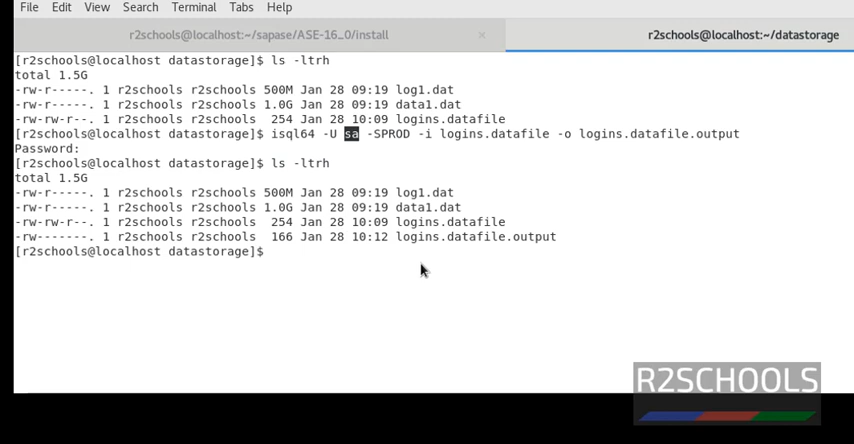 File Edit View Search Terminal Tabs Help
r2schools@localhost:~/sapase/ASE-16_0/install × r2schools@localhost:~/datastorage
[r2schools@localhost datastorage]$ ls -ltrh
total 1.5G
-rw-r-----. 1 r2schools r2schools 500M Jan 28 09:19 log1.dat
-rw-r-----. 1 r2schools r2schools 1.0G Jan 28 09:19 data1.dat
-rw-rw-r--. 1 r2schools r2schools  254 Jan 28 10:09 logins.datafile
[r2schools@localhost datastorage]$ isql64 -U sa -SPROD -i logins.datafile -o logins.datafile.output
Password:
[r2schools@localhost datastorage]$ ls -ltrh
total 1.5G
-rw-r-----. 1 r2schools r2schools 500M Jan 28 09:19 log1.dat
-rw-r-----. 1 r2schools r2schools 1.0G Jan 28 09:19 data1.dat
-rw-rw-r--. 1 r2schools r2schools  254 Jan 28 10:09 logins.datafile
-rw-------. 1 r2schools r2schools  166 Jan 28 10:12 logins.datafile.output
[r2schools@localhost datastorage]$
R2SCHOOLS